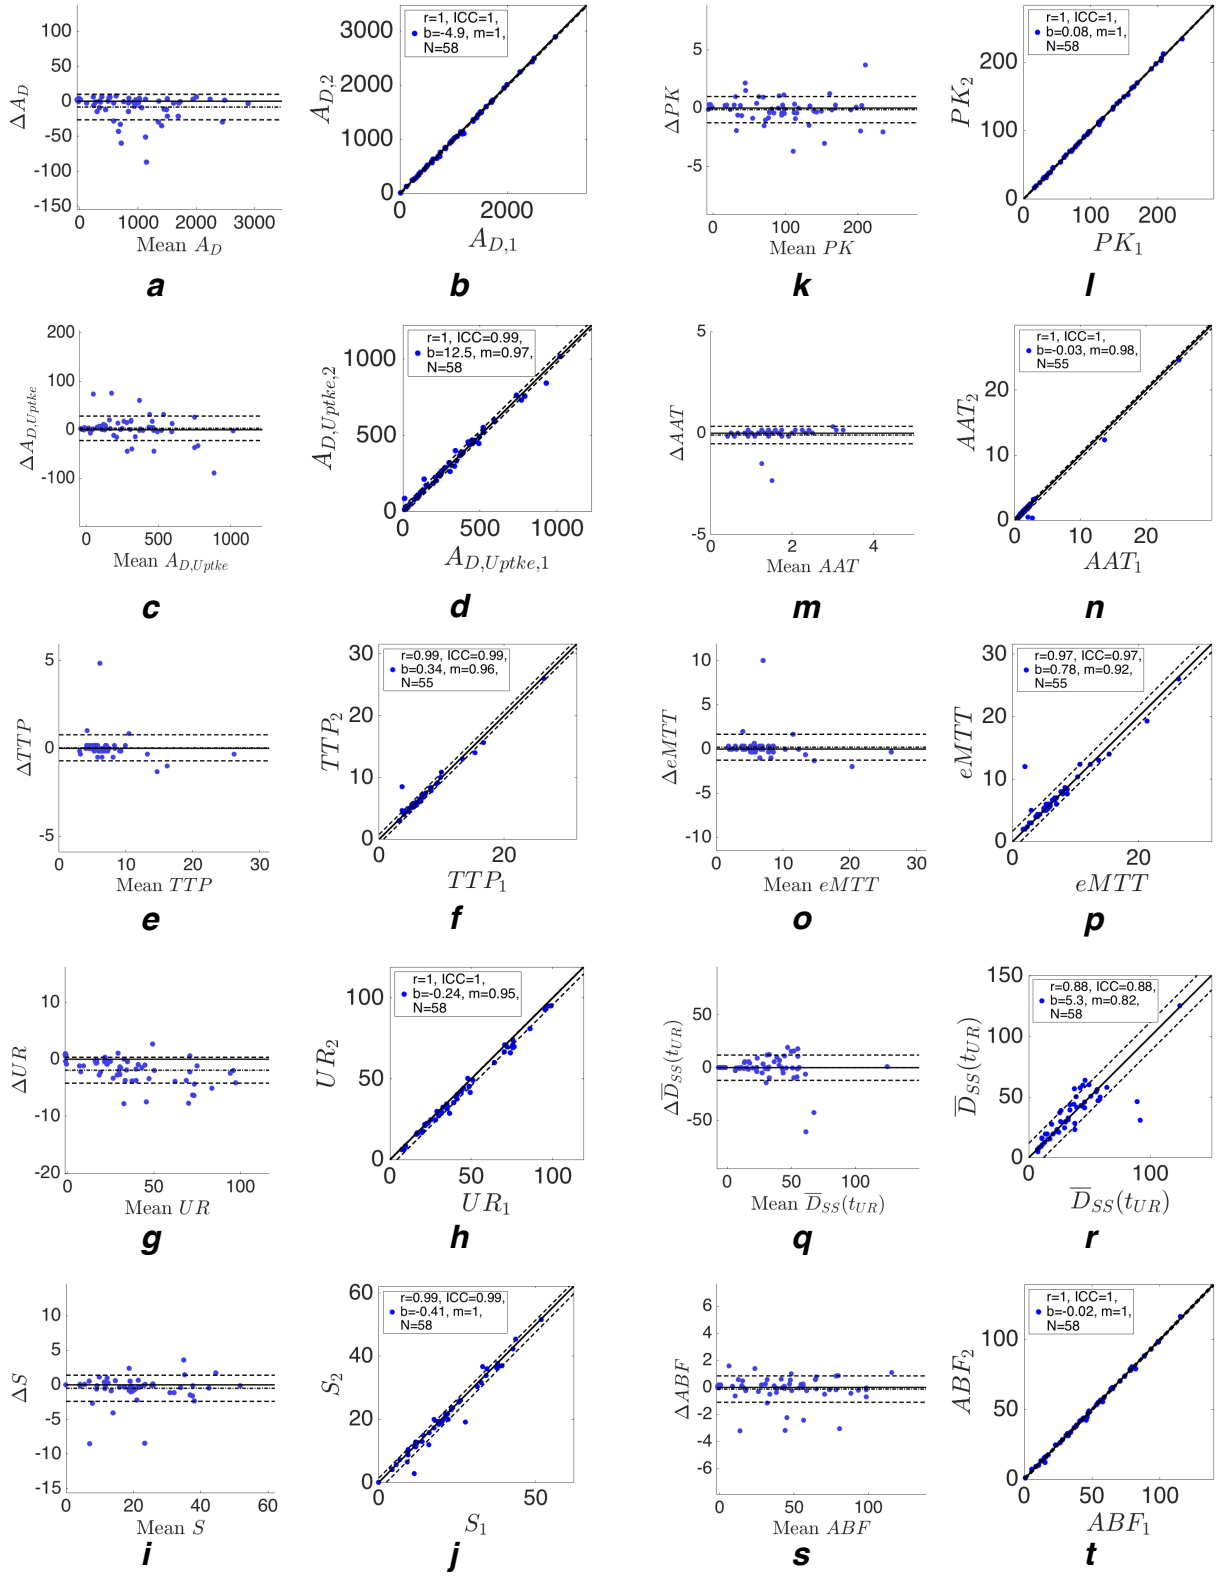 100
50
0
-50
-100
-150
ΔA_D
0 1000 2000 3000
Mean A_D
a
3000
2000
1000
0
A_D,2
r=1, ICC=1,
b=-4.9, m=1,
N=58
0 2000
A_D,1
b
5
0
-5
ΔPK
0 100 200
Mean PK
k
200
100
0
PK_2
r=1, ICC=1,
b=0.08, m=1,
N=58
0 100 200
PK_1
l
200
100
0
-100
ΔA_D,Uptke
0 500 1000
Mean A_D,Uptke
c
1000
500
0
A_D,Uptke,2
r=1, ICC=0.99,
b=12.5, m=0.97,
N=58
0 500 1000
A_D,Uptke,1
d
5
0
-5
ΔAAT
0 2 4
Mean AAT
m
20
10
0
AAT_2
r=1, ICC=1,
b=-0.03, m=0.98,
N=55
0 10 20
AAT_1
n
5
0
-5
ΔTTP
0 10 20 30
Mean TTP
e
30
20
10
0
TTP_2
r=0.99, ICC=0.99,
b=0.34, m=0.96,
N=55
0 20
TTP_1
f
10
5
0
-5
-10
ΔeMTT
0 10 20 30
Mean eMTT
o
30
20
10
0
eMTT
r=0.97, ICC=0.97,
b=0.78, m=0.92,
N=55
0 20
eMTT
p
10
0
-10
-20
ΔUR
0 50 100
Mean UR
g
100
50
0
UR_2
r=1, ICC=1,
b=-0.24, m=0.95,
N=58
0 50 100
UR_1
h
50
0
-50
ΔD̅_SS(t_UR)
0 50 100
Mean D̅_SS(t_UR)
q
150
100
50
0
D̅_SS(t_UR)
r=0.88, ICC=0.88,
b=5.3, m=0.82,
N=58
0 100
D̅_SS(t_UR)
r
10
5
0
-5
-10
-15
ΔS
0 20 40 60
Mean S
i
60
40
20
0
S_2
r=0.99, ICC=0.99,
b=-0.41, m=1,
N=58
0 50
S_1
j
6
4
2
0
-2
-4
-6
ΔABF
0 50 100
Mean ABF
s
100
50
0
ABF_2
r=1, ICC=1,
b=-0.02, m=1,
N=58
0 50 100
ABF_1
t